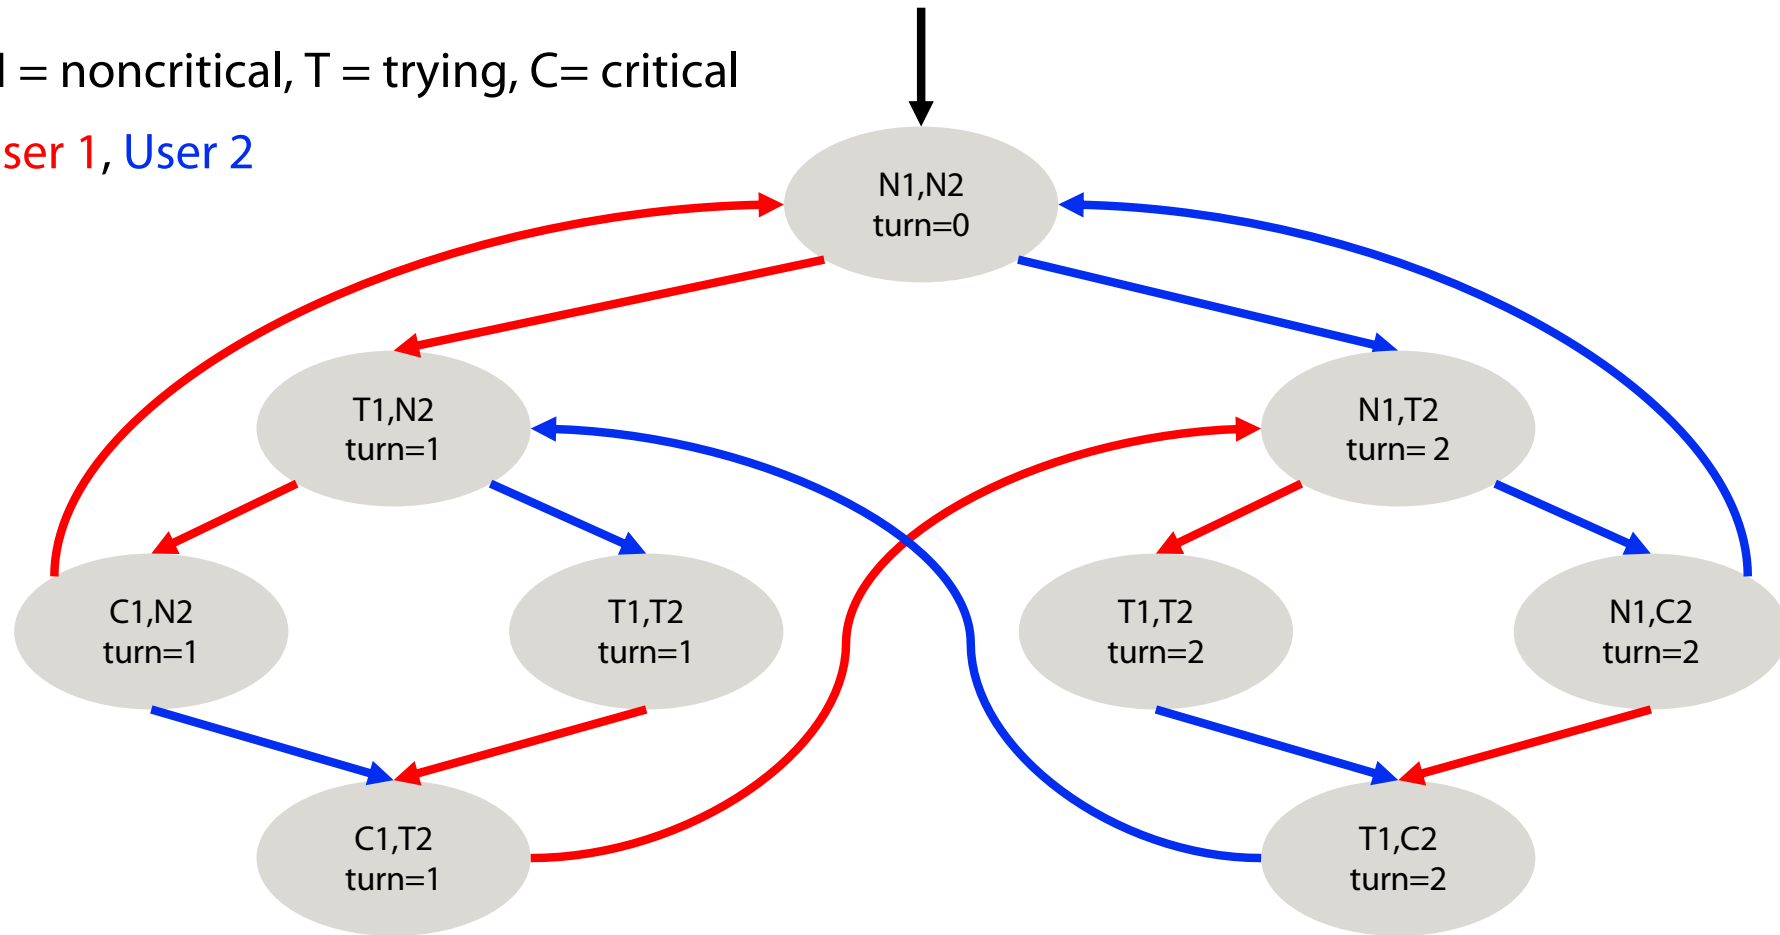 = noncritical, T = trying, C= critical
ser 1, User 2
N1,N2
turn=0
T1,N2
turn=1
N1,T2
turn= 2
C1,N2
turn=1
T1,T2
turn=1
T1,T2
turn=2
N1,C2
turn=2
C1,T2
turn=1
T1,C2
turn=2